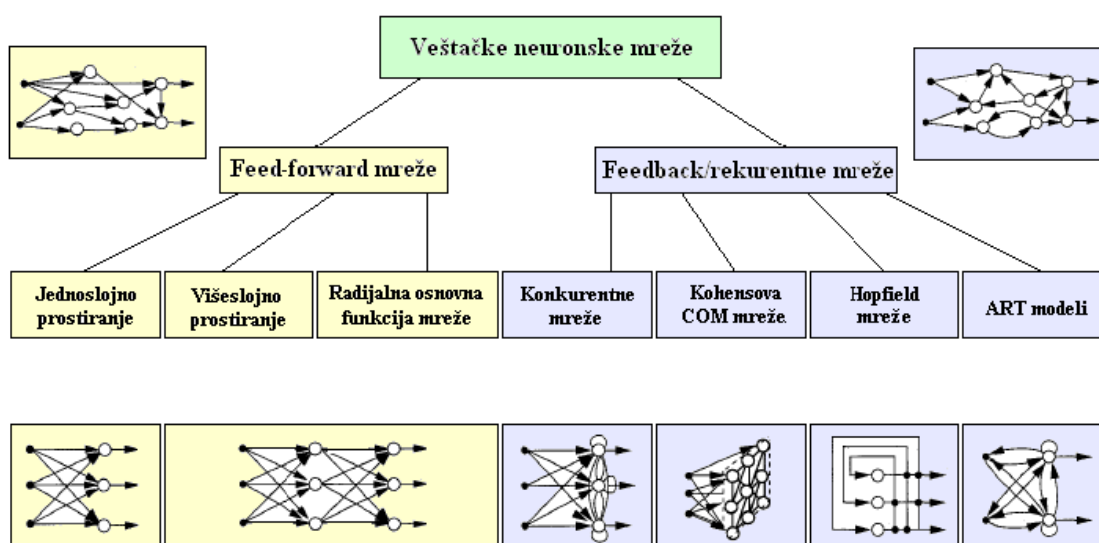 Veštačke neuronske mreže
Feed-forward mreže
Feedback/rekurentne mreže
Jednoslojno
prostiranje
Višeslojno
prostiranje
Radijalna osnovna
funkcija mreže
Konkurentne
mreže
Kohensova
COM mreže
Hopfield
mreže
ART modeli